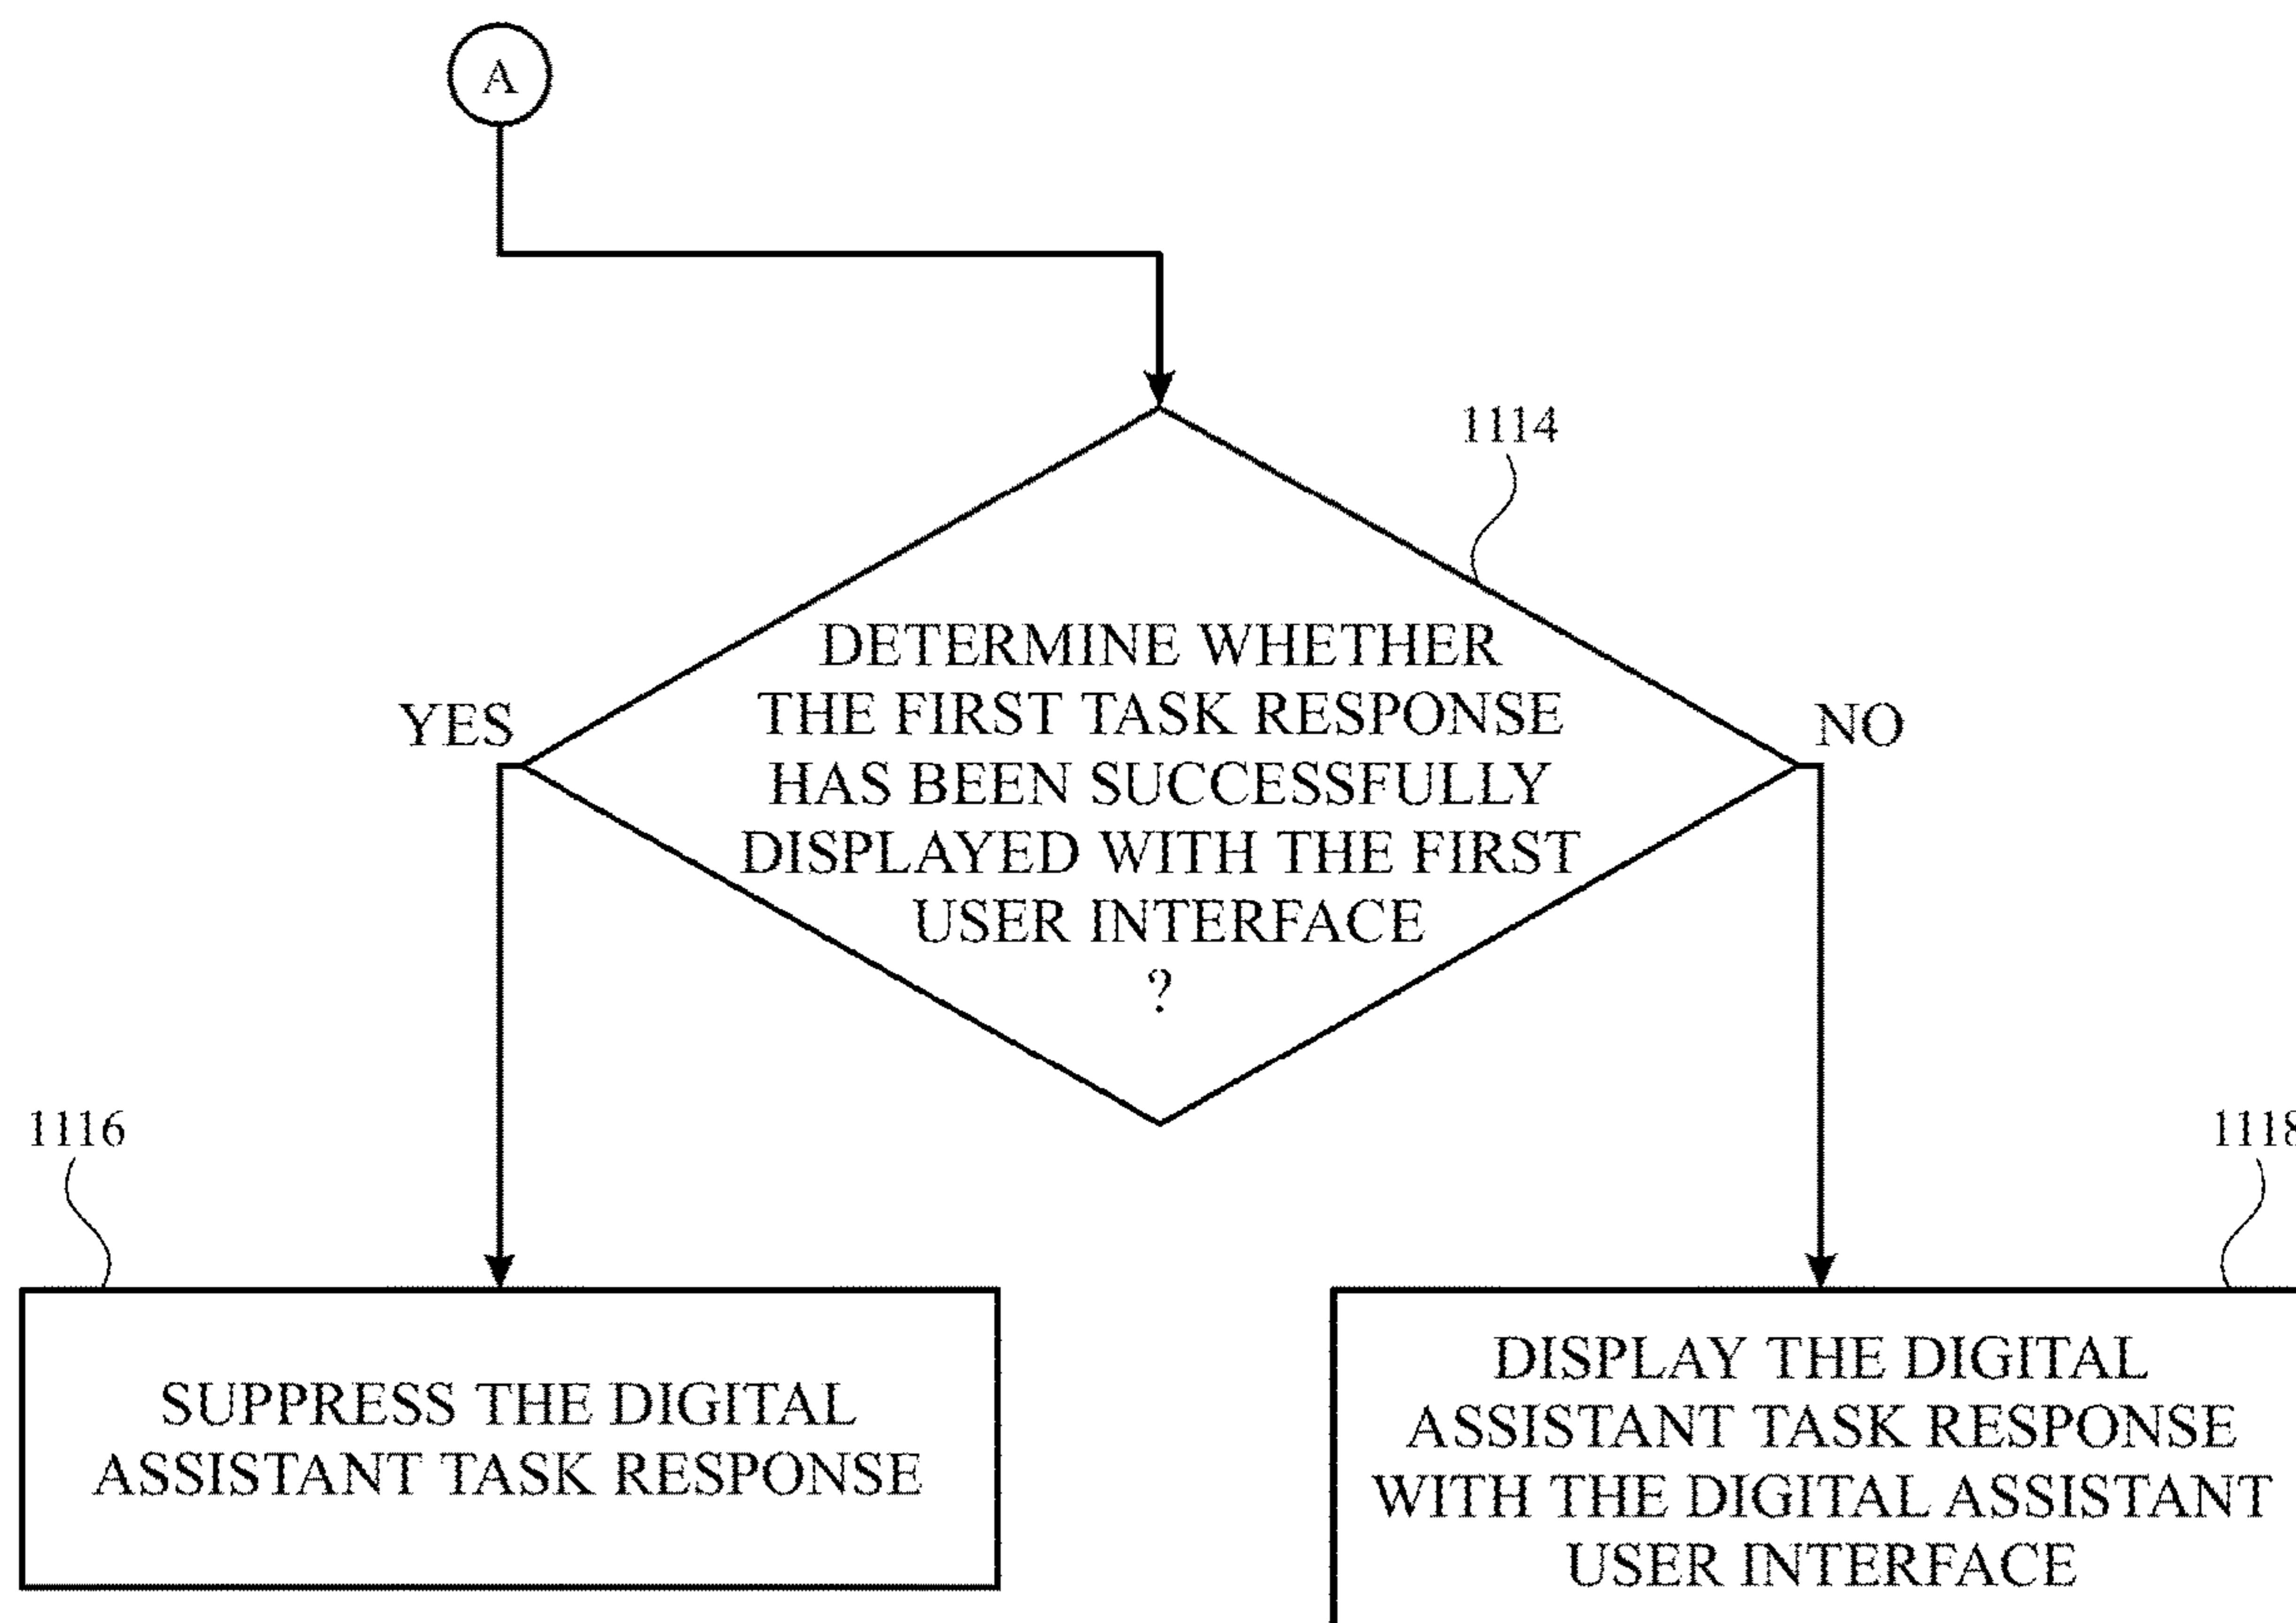 A
1114
DETERMINE WHETHER
THE FIRST TASK RESPONSE
HAS BEEN SUCCESSFULLY
DISPLAYED WITH THE FIRST
USER INTERFACE
?
YES
NO
1116
SUPPRESS THE DIGITAL
ASSISTANT TASK RESPONSE
1118
DISPLAY THE DIGITAL
ASSISTANT TASK RESPONSE
WITH THE DIGITAL ASSISTANT
USER INTERFACE